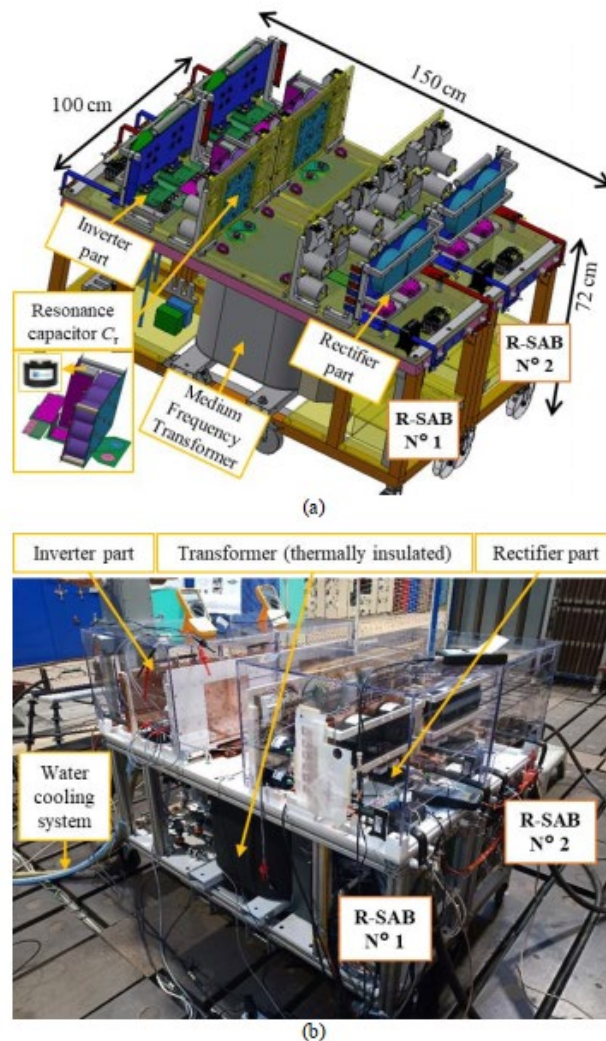 100 cm
150 cm
72 cm
Inverter
part
Resonance
capacitor Cr
Medium
Frequency
Transformer
Rectifier
part
R-SAB
N° 1
R-SAB
N° 2
(a)
Inverter part
Transformer (thermally insulated)
Rectifier part
Water
cooling
system
R-SAB
N° 1
R-SAB
N° 2
(b)